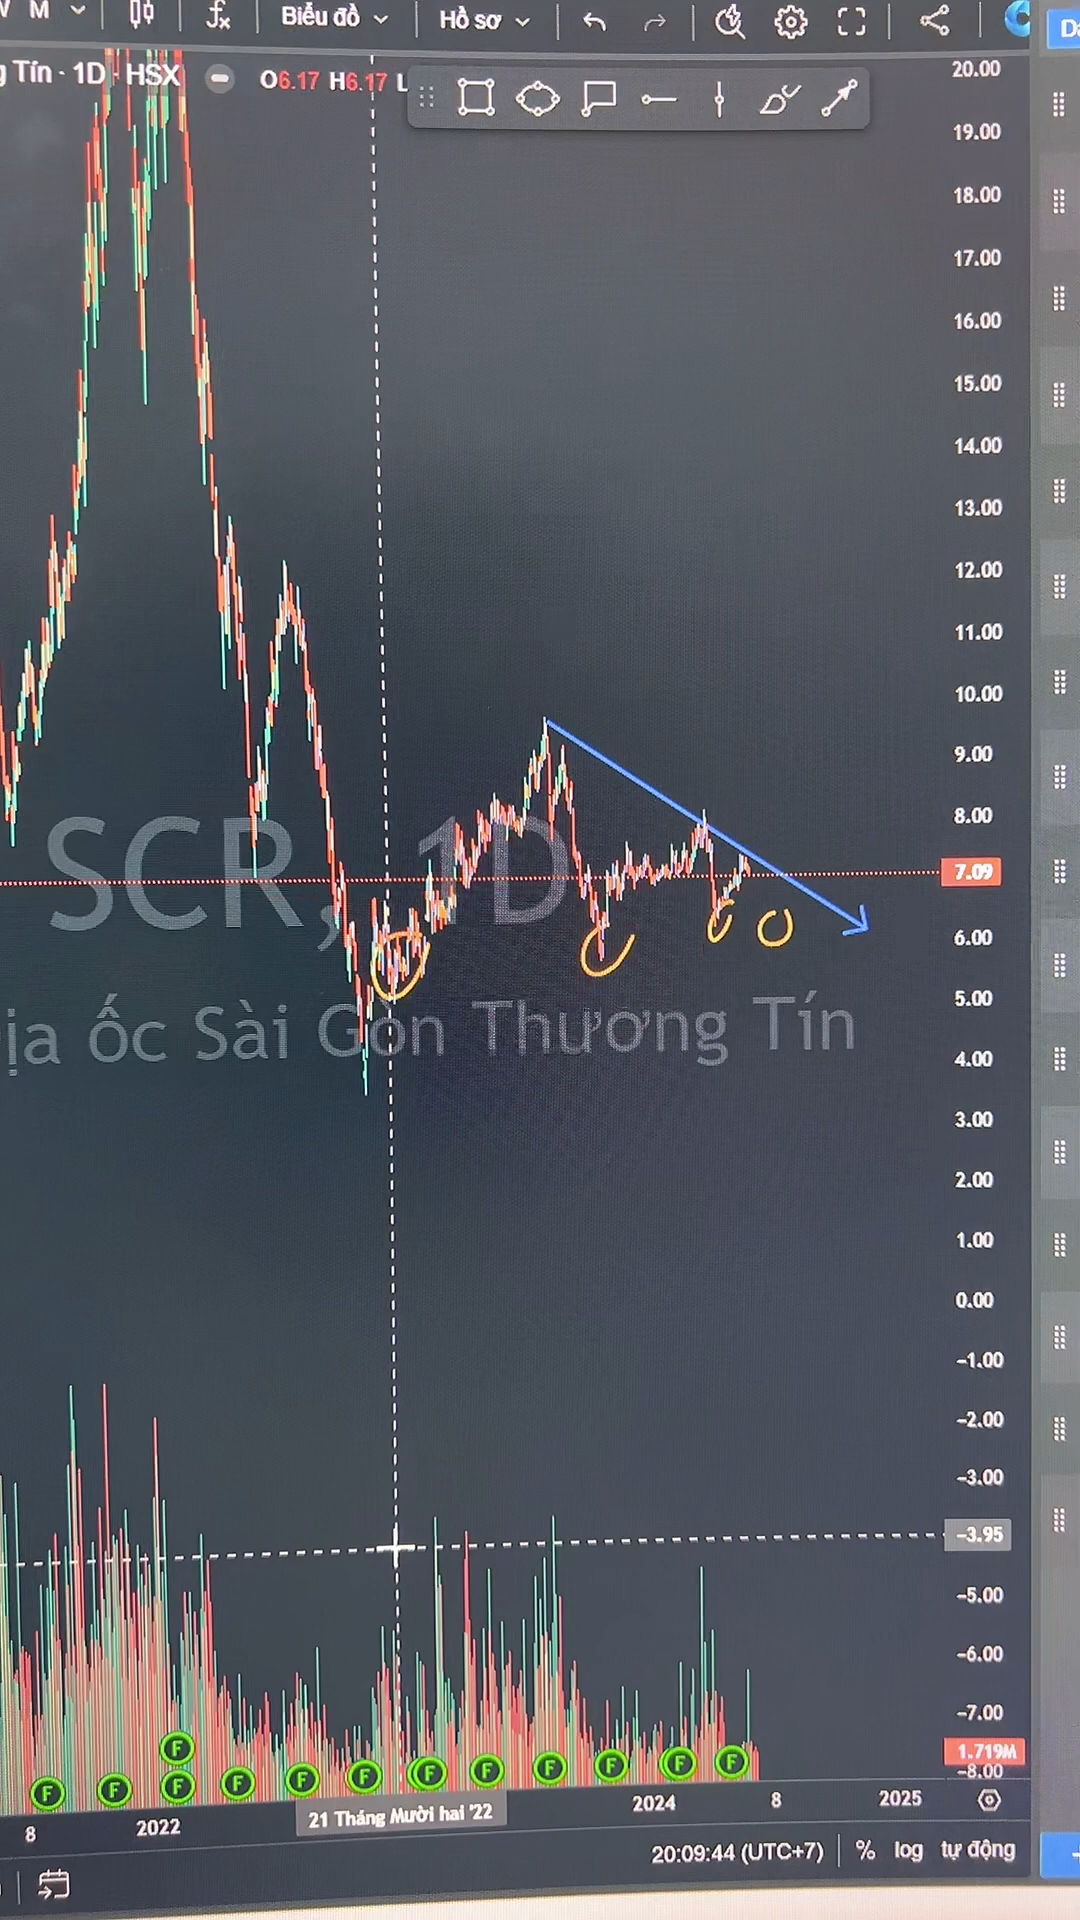 M
Biểu đồ
Hồ sơ
Tín · 1D · HSX
O6.17 H6.17 L
20.00
19.00
18.00
17.00
16.00
15.00
14.00
13.00
12.00
11.00
10.00
9.00
8.00
7.09
6.00
5.00
4.00
3.00
2.00
1.00
0.00
-1.00
-2.00
-3.00
-3.95
-5.00
-6.00
-7.00
1.719M
-8.00
SCR, 1D
ịa ốc Sài Gòn Thương Tín
F F F F F F F F F F F F F
8 2022 21 Tháng Mười hai '22 2024 8 2025
20:09:44 (UTC+7) % log tự động